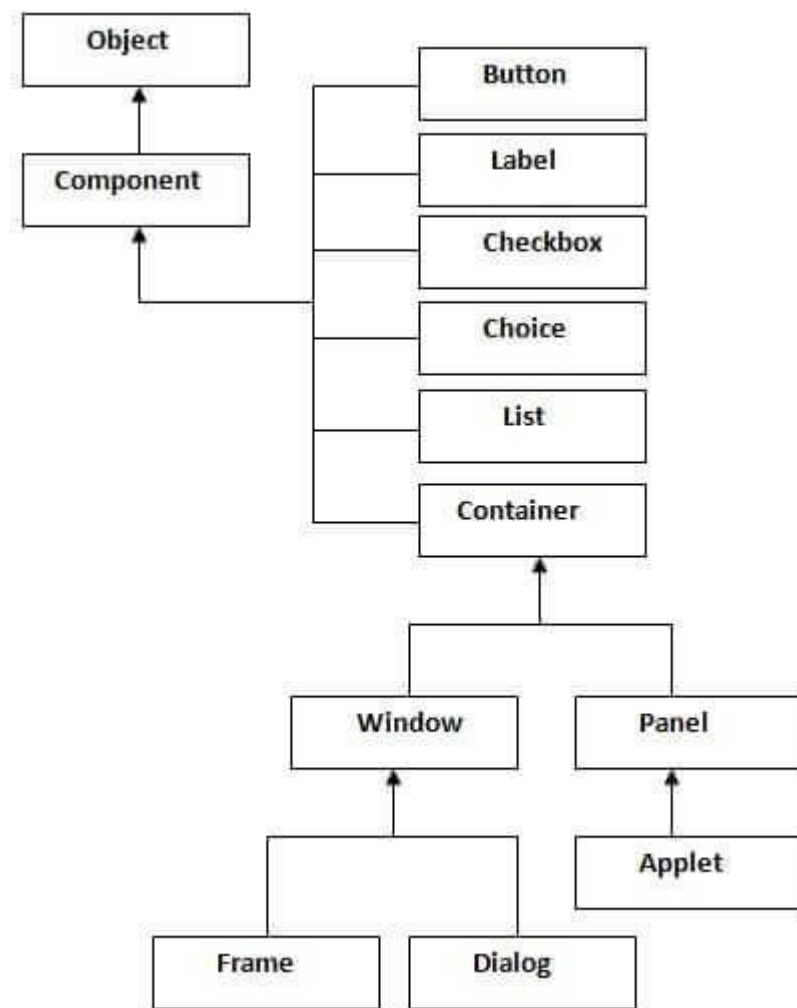 Object
Button
Component
Label
Checkbox
Choice
List
Container
Window
Panel
Applet
Frame
Dialog